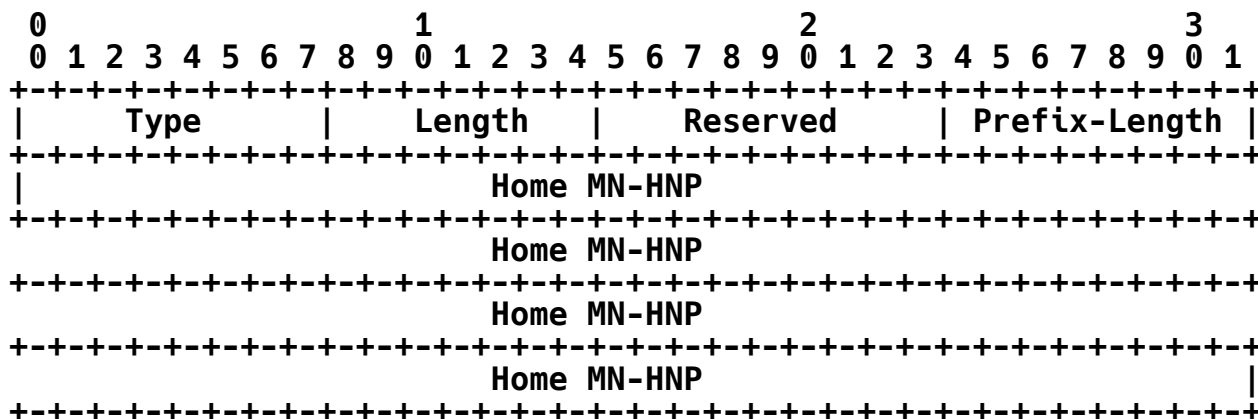 0                   1                   2                   3
 0 1 2 3 4 5 6 7 8 9 0 1 2 3 4 5 6 7 8 9 0 1 2 3 4 5 6 7 8 9 0 1
+-+-+-+-+-+-+-+-+-+-+-+-+-+-+-+-+-+-+-+-+-+-+-+-+-+-+-+-+-+-+-+-+
|     Type      |    Length   |    Reserved     | Prefix-Length |
+-+-+-+-+-+-+-+-+-+-+-+-+-+-+-+-+-+-+-+-+-+-+-+-+-+-+-+-+-+-+-+-+
|                        Home MN-HNP
+-+-+-+-+-+-+-+-+-+-+-+-+-+-+-+-+-+-+-+-+-+-+-+-+-+-+-+-+-+-+-+-+
                         Home MN-HNP
+-+-+-+-+-+-+-+-+-+-+-+-+-+-+-+-+-+-+-+-+-+-+-+-+-+-+-+-+-+-+-+-+
                         Home MN-HNP
+-+-+-+-+-+-+-+-+-+-+-+-+-+-+-+-+-+-+-+-+-+-+-+-+-+-+-+-+-+-+-+-+
                         Home MN-HNP                            |
+-+-+-+-+-+-+-+-+-+-+-+-+-+-+-+-+-+-+-+-+-+-+-+-+-+-+-+-+-+-+-+-+